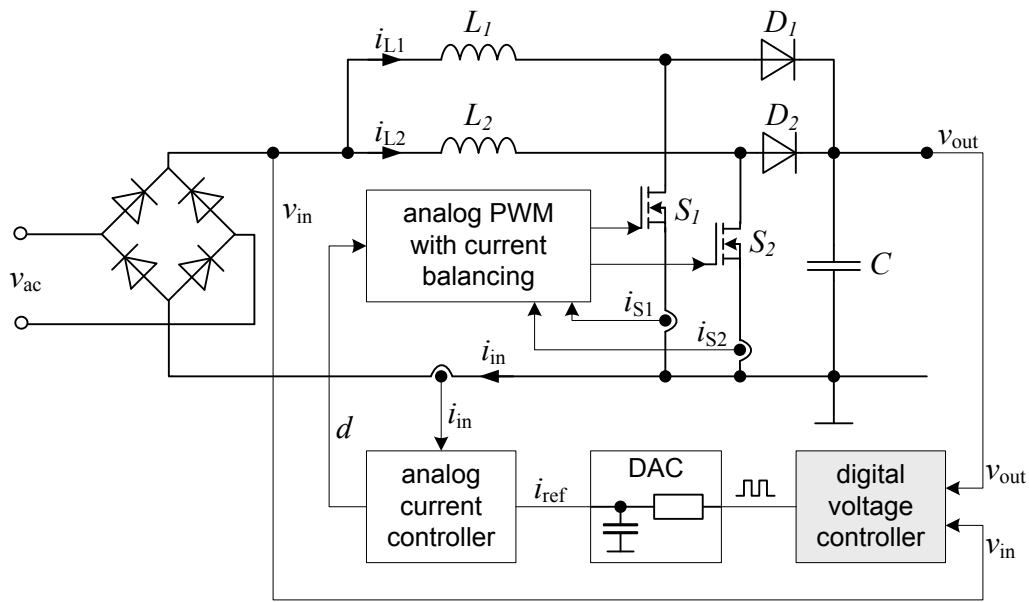 L1
D1
iL1
L2
D2
iL2
vout
vin
analog PWM
with current
balancing
S1
S2
C
vac
iS1
iS2
iin
iin
d
analog
current
controller
iref
DAC
digital
voltage
controller
vout
vin